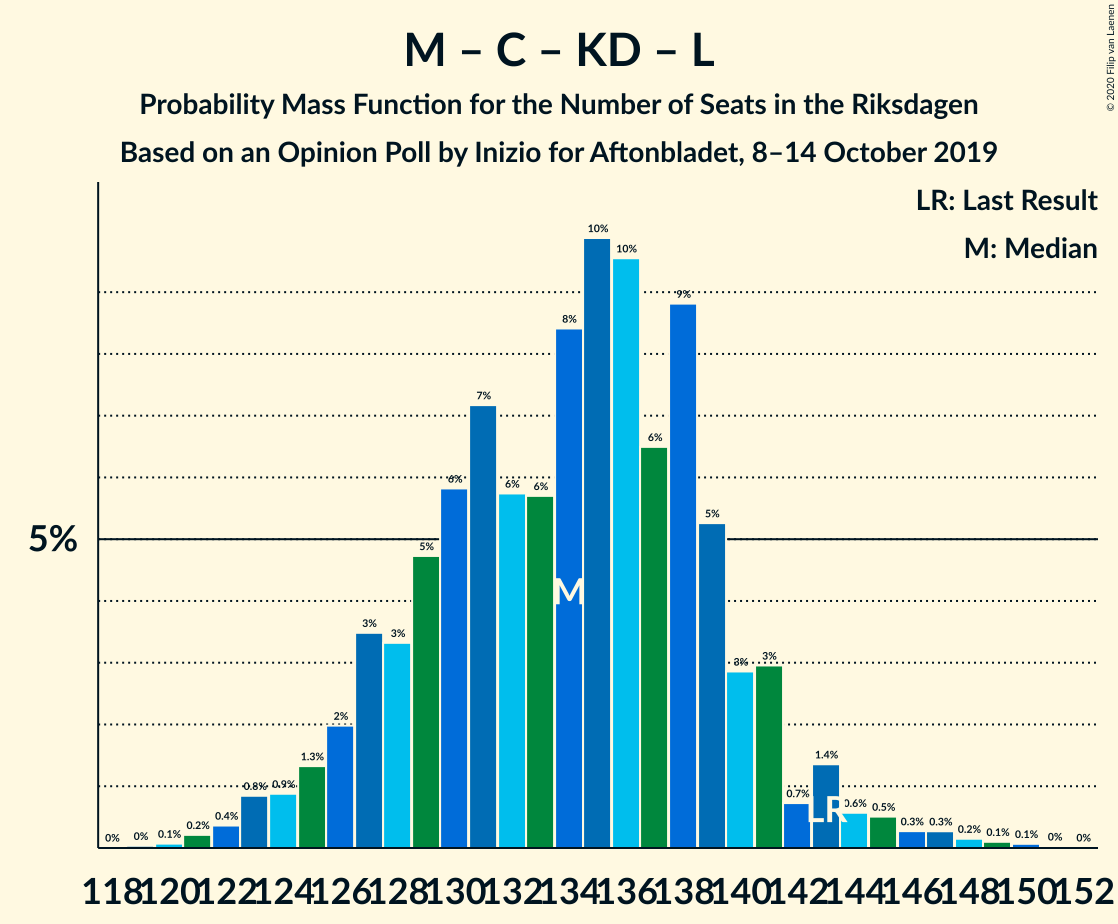 M – C – KD – L
Probability Mass Function for the Number of Seats in the Riksdagen
Based on an Opinion Poll by Inizio for Aftonbladet, 8–14 October 2019
© 2020 Filip van Laenen
LR: Last Result
M: Median
5%
0% 0% 0.1% 0.2% 0.4% 0.8% 0.9% 1.3% 2% 3% 3% 5% 6% 7% 6% 6% 8% 10% 10% 6% 9% 5% 3% 3% 0.7% 1.4% 0.6% 0.5% 0.3% 0.3% 0.2% 0.1% 0.1% 0% 0%
M
LR
118 120 122 124 126 128 130 132 134 136 138 140 142 144 146 148 150 152